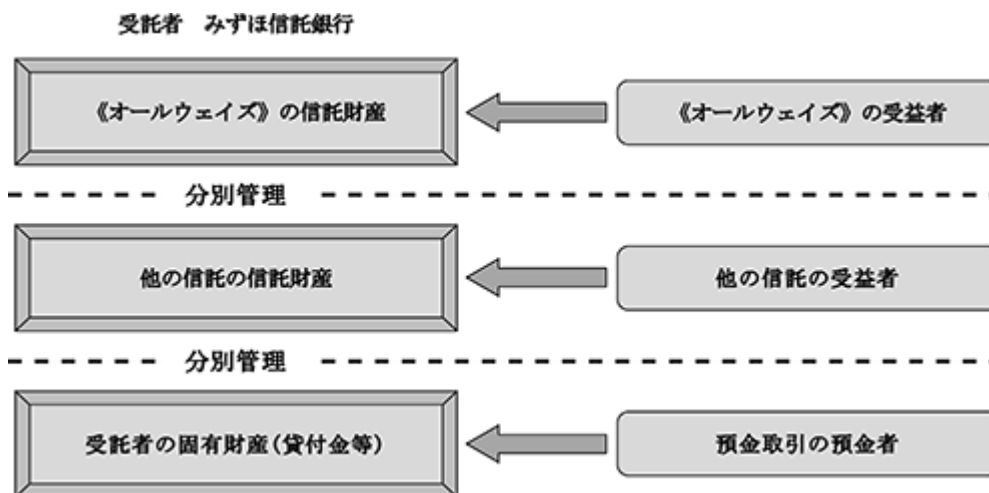 受託者　みずほ信託銀行
《オールウェイズ》の信託財産
《オールウェイズ》の受益者
分別管理
他の信託の信託財産
他の信託の受益者
分別管理
受託者の固有財産(貸付金等)
預金取引の預金者